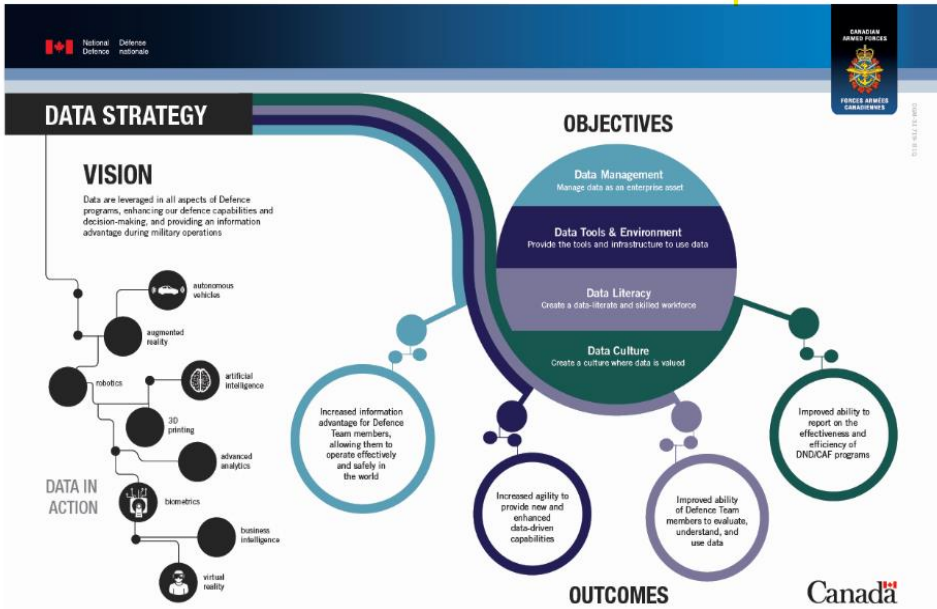 National Défense
Defence nationale
CANADIAN
ARMED FORCES
FORCES ARMÉES
CANADIENNES
DATA STRATEGY
VISION
Data are leveraged in all aspects of Defence
programs, enhancing our defence capabilities and
decision-making, and providing an information
advantage during military operations
autonomous
vehicles
augmented
reality
robotics
artificial
intelligence
3D
printing
advanced
analytics
DATA IN
ACTION
biometrics
business
intelligence
virtual
reality
OBJECTIVES
Data Management
Manage data as an enterprise asset
Data Tools & Environment
Provide the tools and infrastructure to use data
Data Literacy
Create a data-literate and skilled workforce
Data Culture
Create a culture where data is valued
Increased information
advantage for Defence
Team members,
allowing them to
operate effectively
and safely in
the world
Increased agility to
provide new and
enhanced
data-driven
capabilities
Improved ability
of Defence Team
members to evaluate,
understand, and
use data
Improved ability to
report on the
effectiveness and
efficiency of
DND/CAF programs
OUTCOMES
Canada